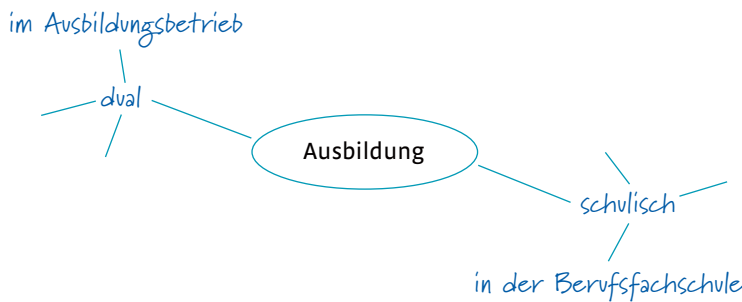 im Ausbildungsbetrieb
dual
Ausbildung
schulisch
in der Berufsfachschule